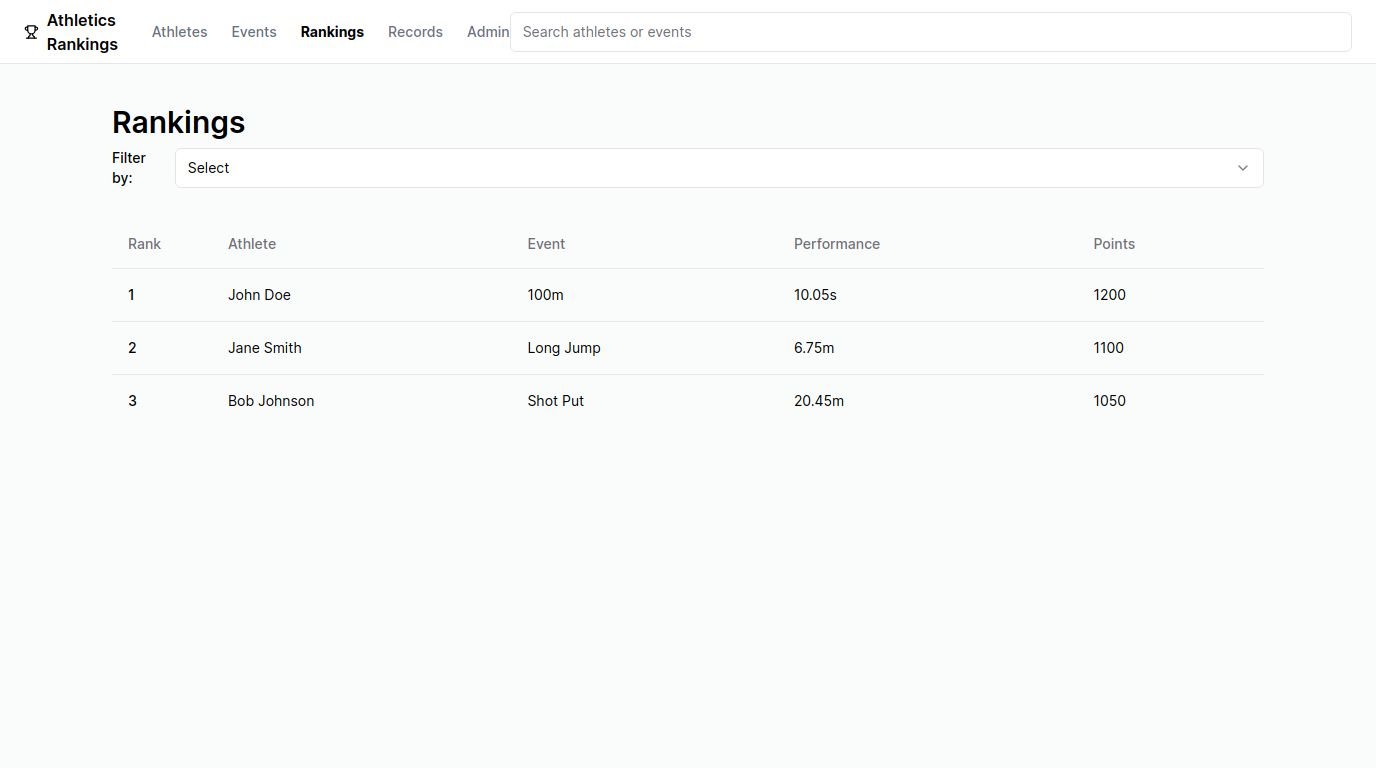 Athletics
Rankings
Athletes Events Rankings Records Admin Search athletes or events
Rankings
Filter
by:
Select
Rank Athlete Event Performance Points
1 John Doe 100m 10.05s 1200
2 Jane Smith Long Jump 6.75m 1100
3 Bob Johnson Shot Put 20.45m 1050